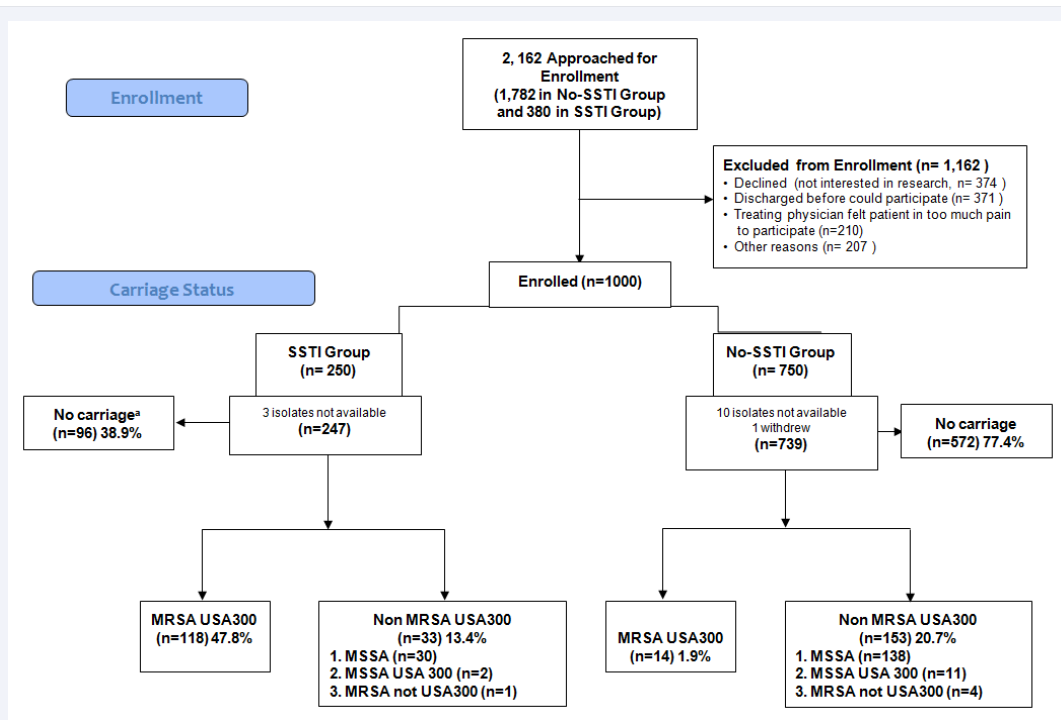 2, 162 Approached for
Enrollment
(1,782 in No-SSTI Group
and 380 in SSTI Group)
Enrollment
Excluded from Enrollment (n= 1,162 )
• Declined (not interested in research, n= 374 )
• Discharged before could participate (n= 371 )
• Treating physician felt patient in too much pain
to participate (n=210)
• Other reasons (n= 207 )
Enrolled (n=1000)
Carriage Status
SSTI Group
(n= 250)
No-SSTI Group
(n= 750)
No carriageª
(n=96) 38.9%
3 isolates not available
(n=247)
10 isolates not available
1 withdrew
(n=739)
No carriage
(n=572) 77.4%
MRSA USA300
(n=118) 47.8%
Non MRSA USA300
(n=33) 13.4%
1. MSSA (n=30)
2. MSSA USA 300 (n=2)
3. MRSA not USA300 (n=1)
MRSA USA300
(n=14) 1.9%
Non MRSA USA300
(n=153) 20.7%
1. MSSA (n=138)
2. MSSA USA 300 (n=11)
3. MRSA not USA300 (n=4)